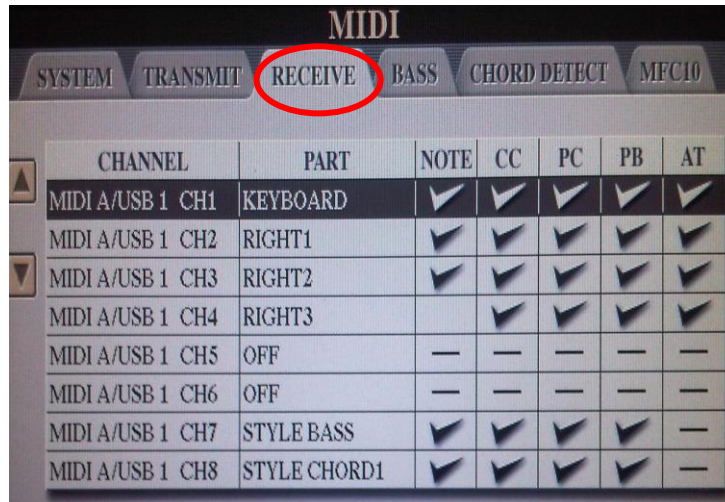 MIDI
SYSTEM TRANSMIT RECEIVE BASS CHORD DETECT MFC10
CHANNEL PART NOTE CC PC PB AT
MIDI A/USB 1 CH1 KEYBOARD
MIDI A/USB 1 CH2 RIGHT1
MIDI A/USB 1 CH3 RIGHT2
MIDI A/USB 1 CH4 RIGHT3
MIDI A/USB 1 CH5 OFF — — — — —
MIDI A/USB 1 CH6 OFF — — — — —
MIDI A/USB 1 CH7 STYLE BASS —
MIDI A/USB 1 CH8 STYLE CHORD1 —